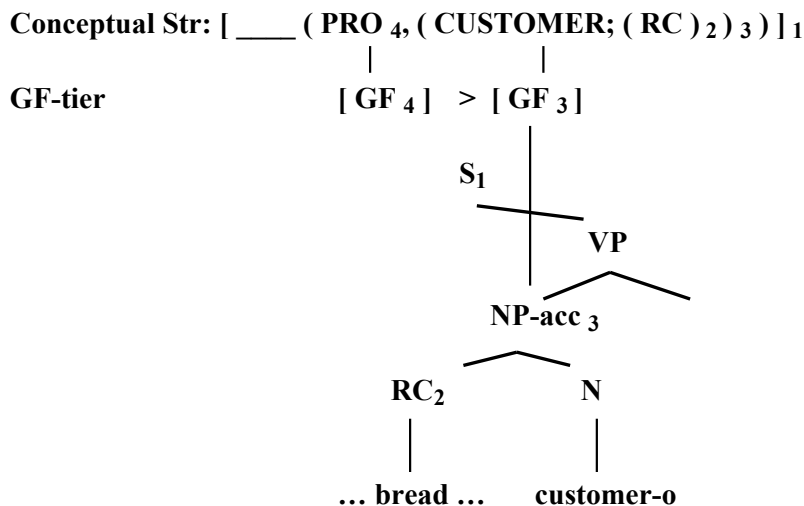 Conceptual Str: [ ____ ( PRO 4, ( CUSTOMER; ( RC ) 2 ) 3 ) ] 1
GF-tier [ GF 4 ] > [ GF 3 ]
S1
VP
NP-acc 3
RC2 N
… bread … customer-o